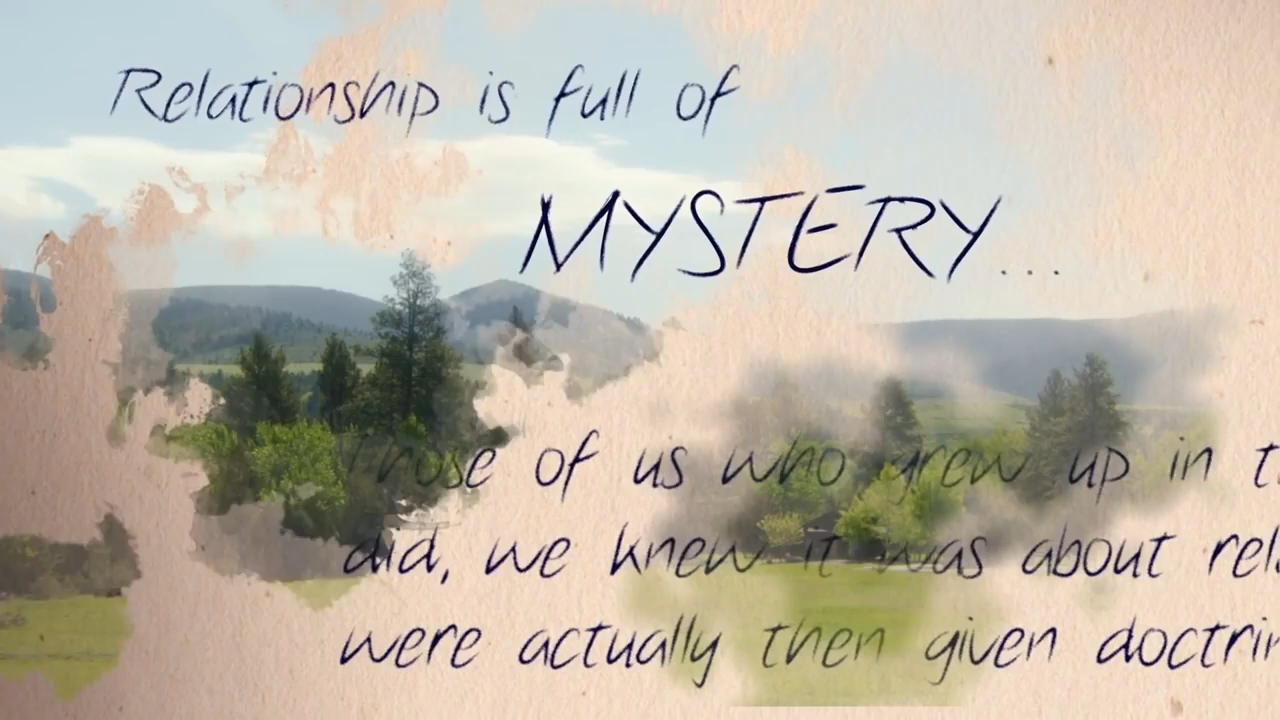 Relationship is full of
MYSTERY...
Those of us who grew up in
did, we knew it was about
were actually then given